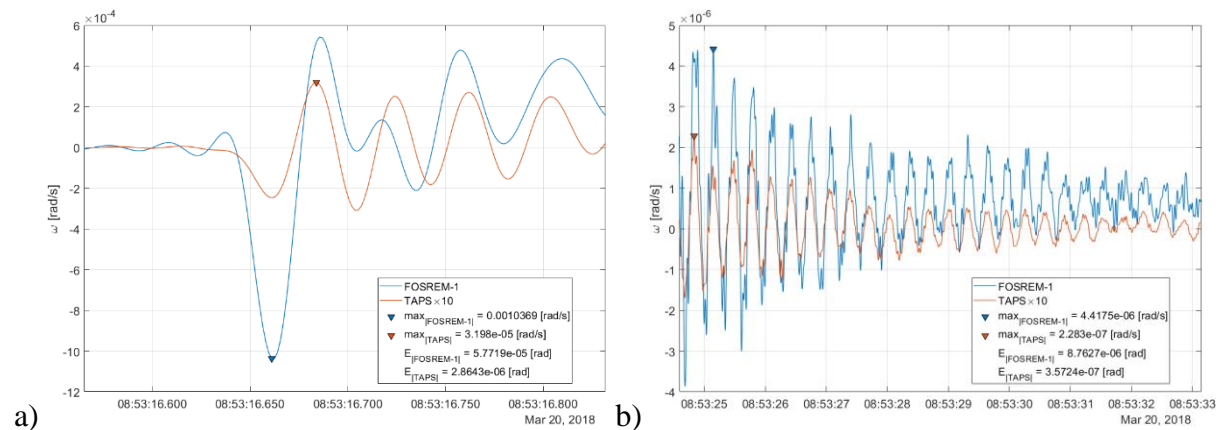 ×10⁻⁴
6
4
2
0
-2
-4
-6
-8
-10
-12
ω [rad/s]
FOSREM-1
TAPS×10
max|FOSREM-1| = 0.0010369 [rad/s]
max|TAPS| = 3.198e-05 [rad/s]
E|FOSREM-1| = 5.7719e-05 [rad]
E|TAPS| = 2.8643e-06 [rad]
08:53:16.600 08:53:16.650 08:53:16.700 08:53:16.750 08:53:16.800
Mar 20, 2018
a)
×10⁻⁶
5
4
3
2
1
0
-1
-2
-3
-4
ω [rad/s]
FOSREM-1
TAPS×10
max|FOSREM-1| = 4.4175e-06 [rad/s]
max|TAPS| = 2.283e-07 [rad/s]
E|FOSREM-1| = 8.7627e-06 [rad]
E|TAPS| = 3.5724e-07 [rad]
08:53:25 08:53:26 08:53:27 08:53:28 08:53:29 08:53:30 08:53:31 08:53:32 08:53:33
Mar 20, 2018
b)